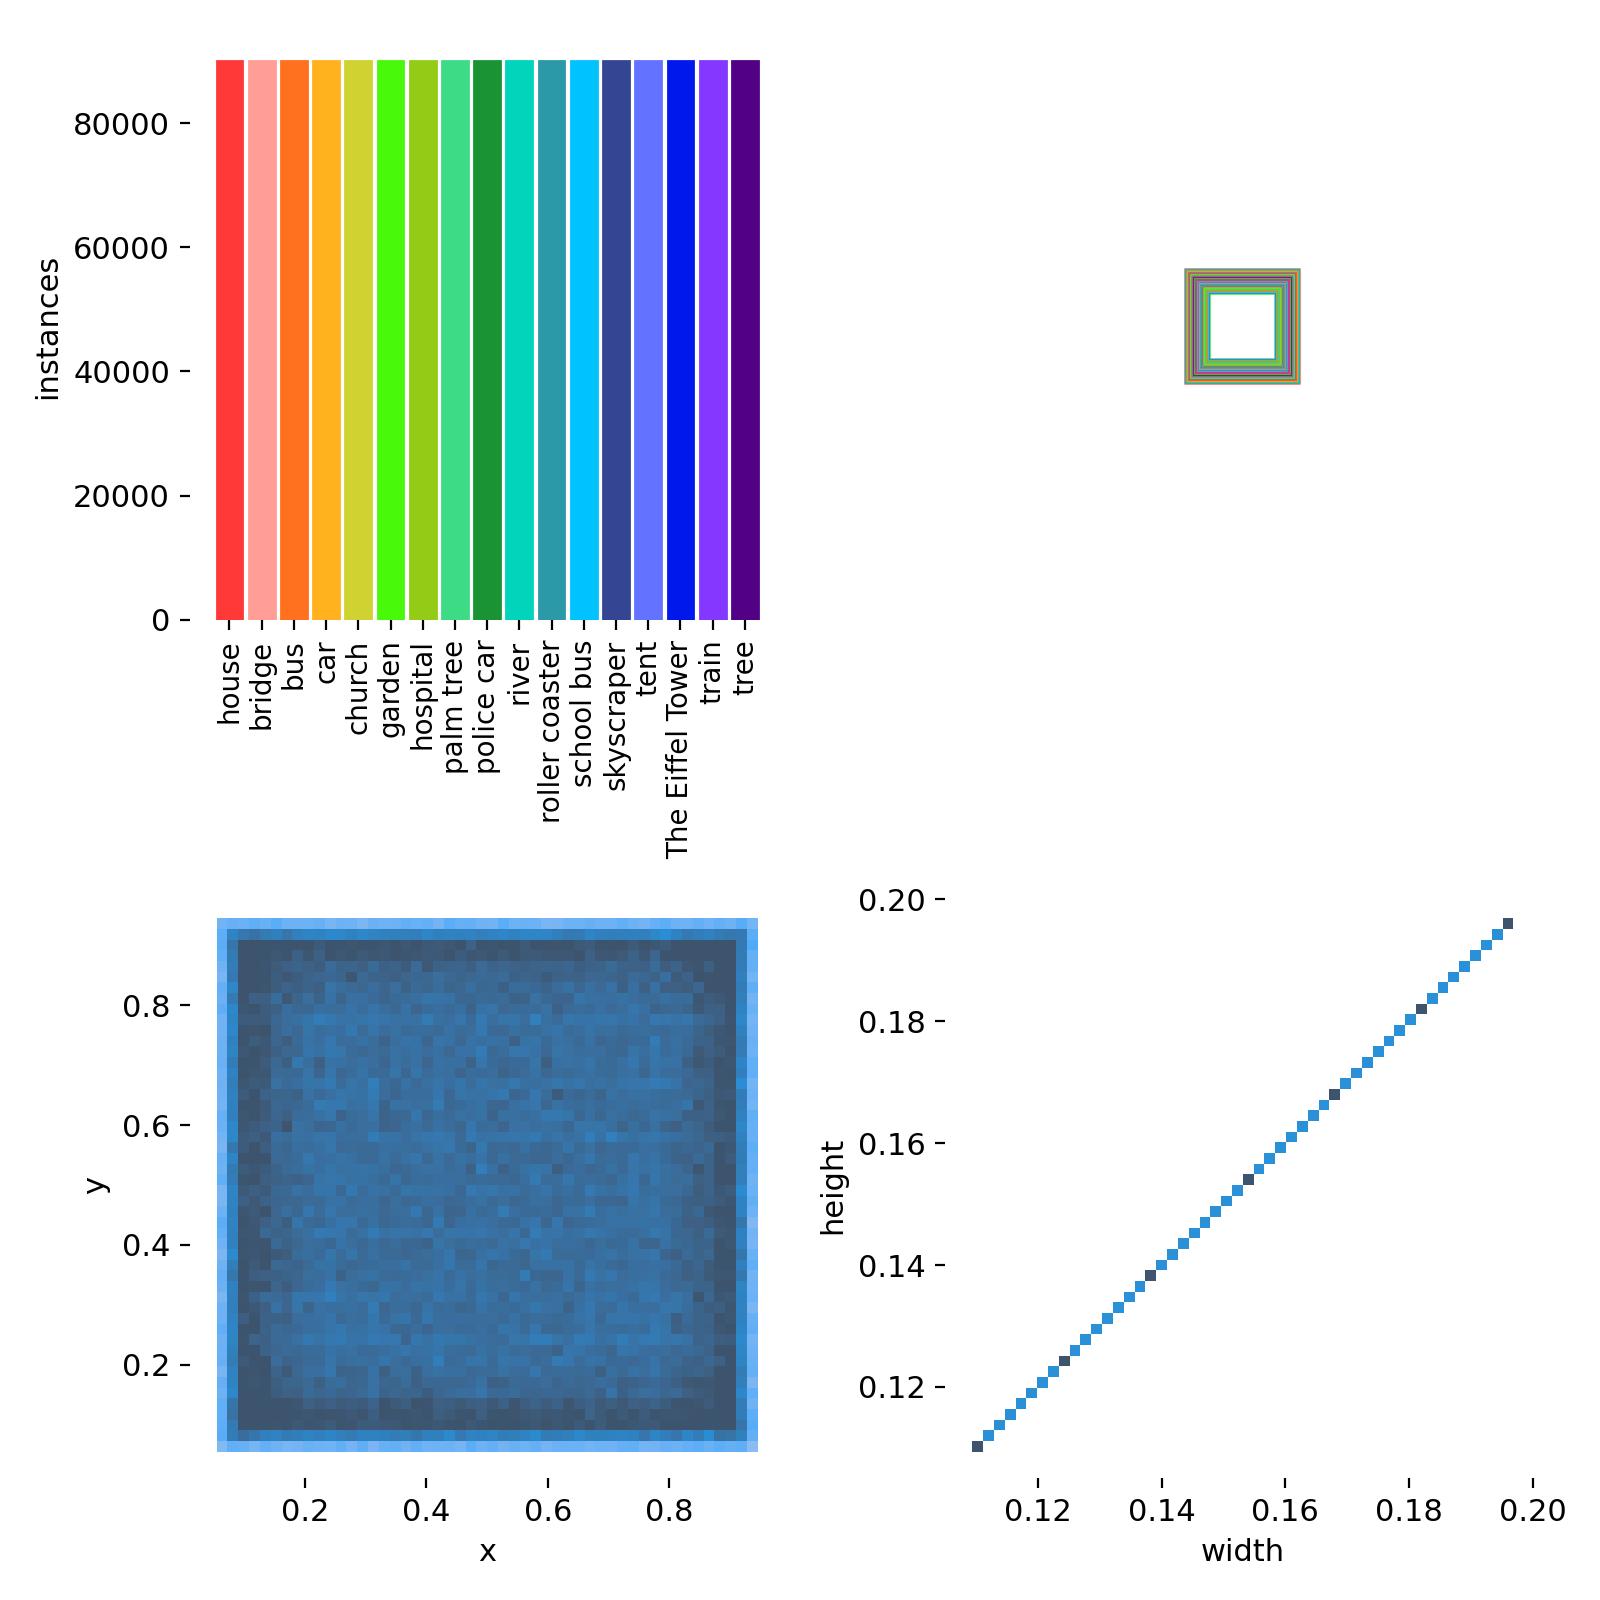 80000
60000
40000
20000
0
instances
house
bridge
bus
car
church
garden
hospital
palm tree
police car
river
roller coaster
school bus
skyscraper
tent
The Eiffel Tower
train
tree
0.8
0.6
0.4
0.2
y
0.2 0.4 0.6 0.8
x
0.20
0.18
0.16
0.14
0.12
height
0.12 0.14 0.16 0.18 0.20
width